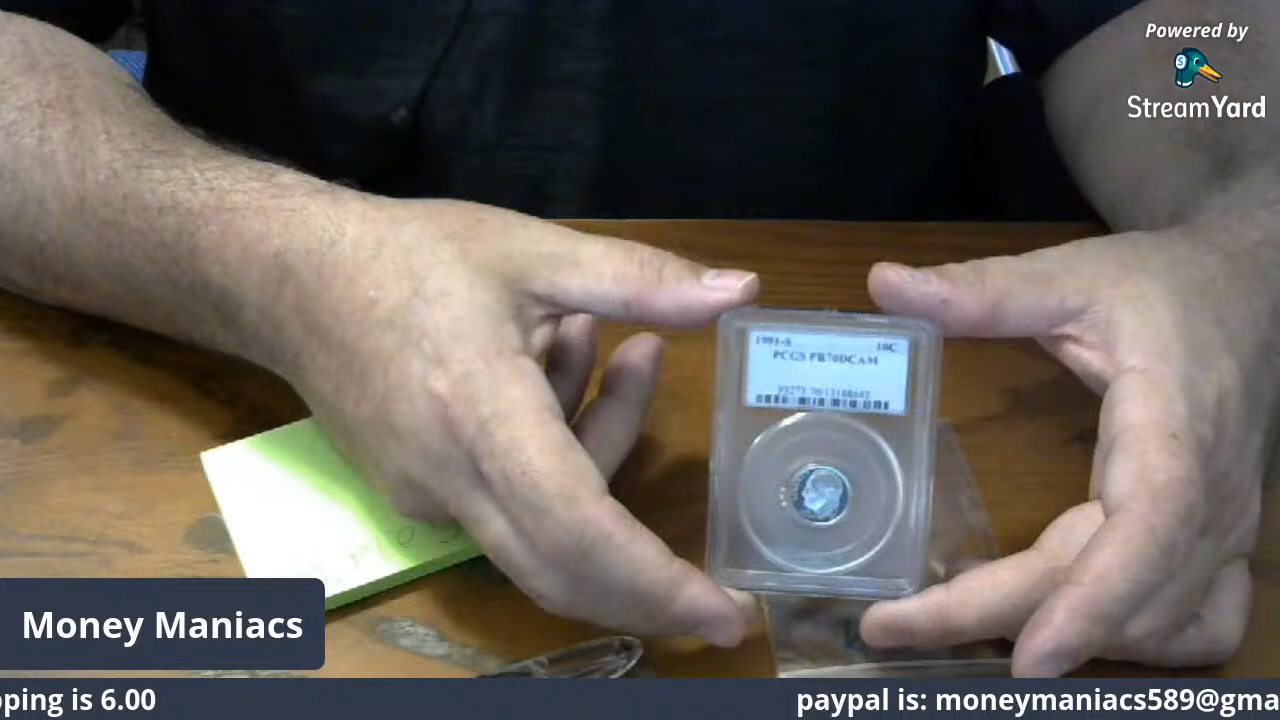 Powered by
StreamYard
10C
PCGS PR70DCAM
Money Maniacs
pping is 6.00
paypal is: moneymaniacs589@gma